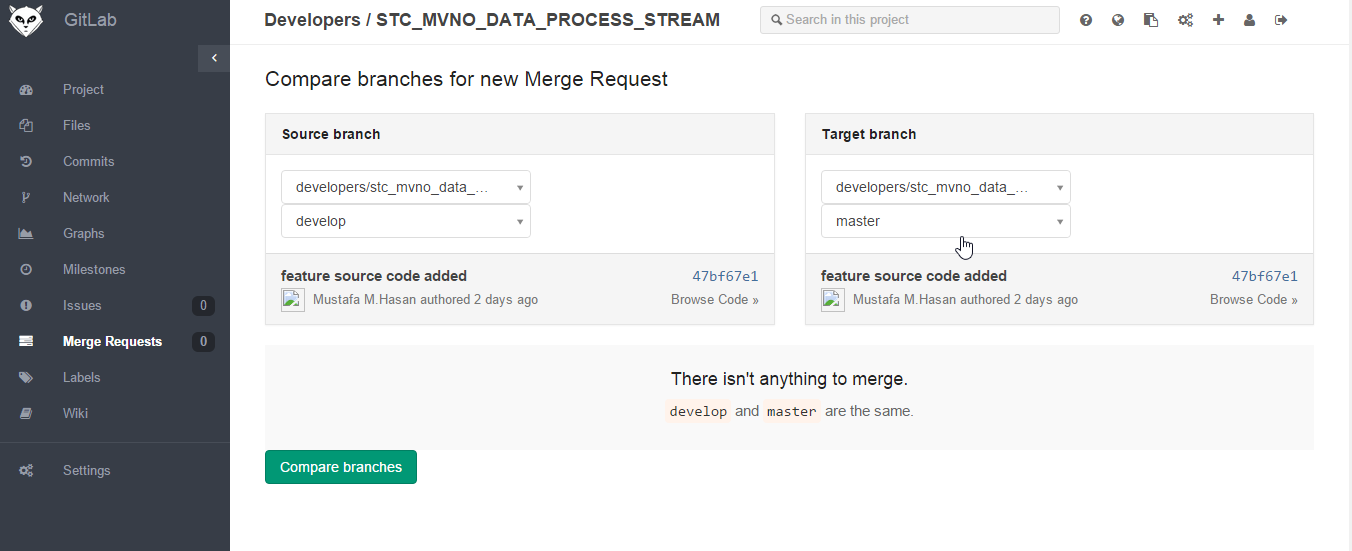 GitLab
Developers / STC_MVNO_DATA_PROCESS_STREAM
Search in this project
Project
Files
Commits
Network
Graphs
Milestones
Issues 0
Merge Requests 0
Labels
Wiki
Settings
Compare branches for new Merge Request
Source branch
developers/stc_mvno_data_...
develop
feature source code added 47bf67e1
Mustafa M.Hasan authored 2 days ago Browse Code »
Target branch
developers/stc_mvno_data_...
master
feature source code added 47bf67e1
Mustafa M.Hasan authored 2 days ago Browse Code »
There isn't anything to merge.
develop and master are the same.
Compare branches